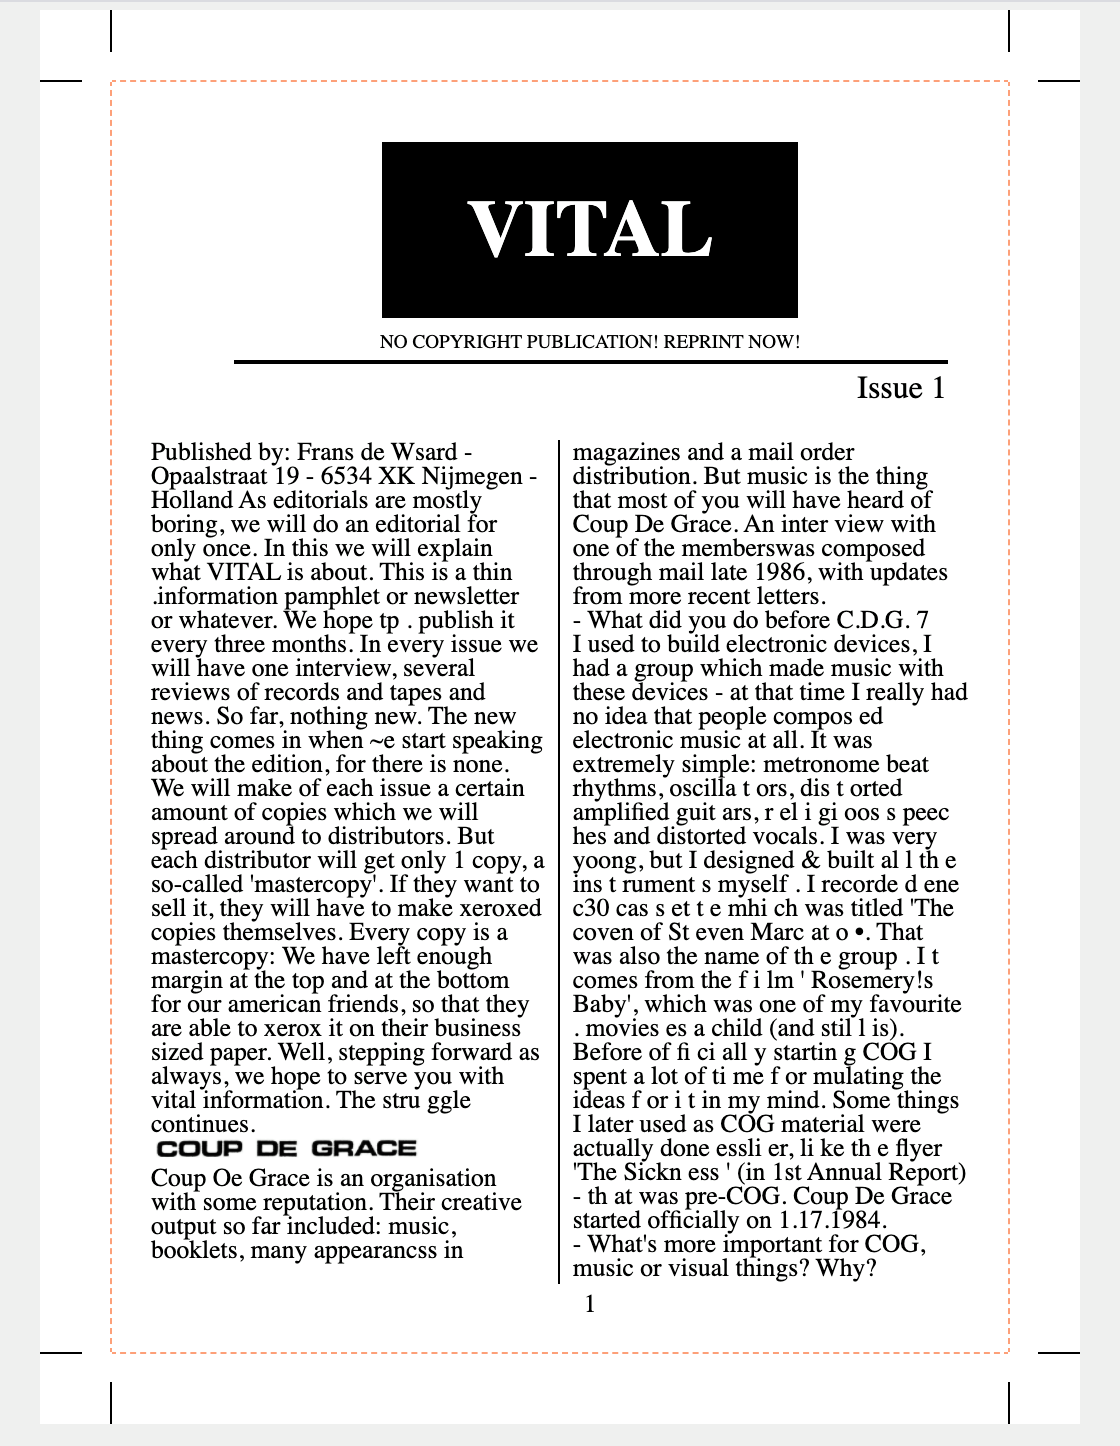 VITAL
NO COPYRIGHT PUBLICATION! REPRINT NOW!
Issue 1
Published by: Frans de Wsard -
Opaalstraat 19 - 6534 XK Nijmegen -
Holland As editorials are mostly
boring, we will do an editorial for
only once. In this we will explain
what VITAL is about. This is a thin
.information pamphlet or newsletter
or whatever. We hope tp . publish it
every three months. In every issue we
will have one interview, several
reviews of records and tapes and
news. So far, nothing new. The new
thing comes in when ~e start speaking
about the edition, for there is none.
We will make of each issue a certain
amount of copies which we will
spread around to distributors. But
each distributor will get only 1 copy, a
so-called 'mastercopy'. If they want to
sell it, they will have to make xeroxed
copies themselves. Every copy is a
mastercopy: We have left enough
margin at the top and at the bottom
for our american friends, so that they
are able to xerox it on their business
sized paper. Well, stepping forward as
always, we hope to serve you with
vital information. The stru ggle
continues.
COUP DE GRACE
Coup Oe Grace is an organisation
with some reputation. Their creative
output so far included: music,
booklets, many appearancss in
magazines and a mail order
distribution. But music is the thing
that most of you will have heard of
Coup De Grace. An inter view with
one of the memberswas composed
through mail late 1986, with updates
from more recent letters.
- What did you do before C.D.G. 7
I used to build electronic devices, I
had a group which made music with
these devices - at that time I really had
no idea that people compos ed
electronic music at all. It was
extremely simple: metronome beat
rhythms, oscilla t ors, dis t orted
amplified guit ars, r el i gi oos s peec
hes and distorted vocals. I was very
yoong, but I designed & built al l th e
ins t rument s myself . I recorde d ene
c30 cas s et t e mhi ch was titled 'The
coven of St even Marc at o •. That
was also the name of th e group . I t
comes from the f i lm ' Rosemery!s
Baby', which was one of my favourite
. movies es a child (and stil l is).
Before of fi ci all y startin g COG I
spent a lot of ti me f or mulating the
ideas f or i t in my mind. Some things
I later used as COG material were
actually done essli er, li ke th e flyer
'The Sickn ess ' (in 1st Annual Report)
- th at was pre-COG. Coup De Grace
started officially on 1.17.1984.
- What's more important for COG,
music or visual things? Why?
1